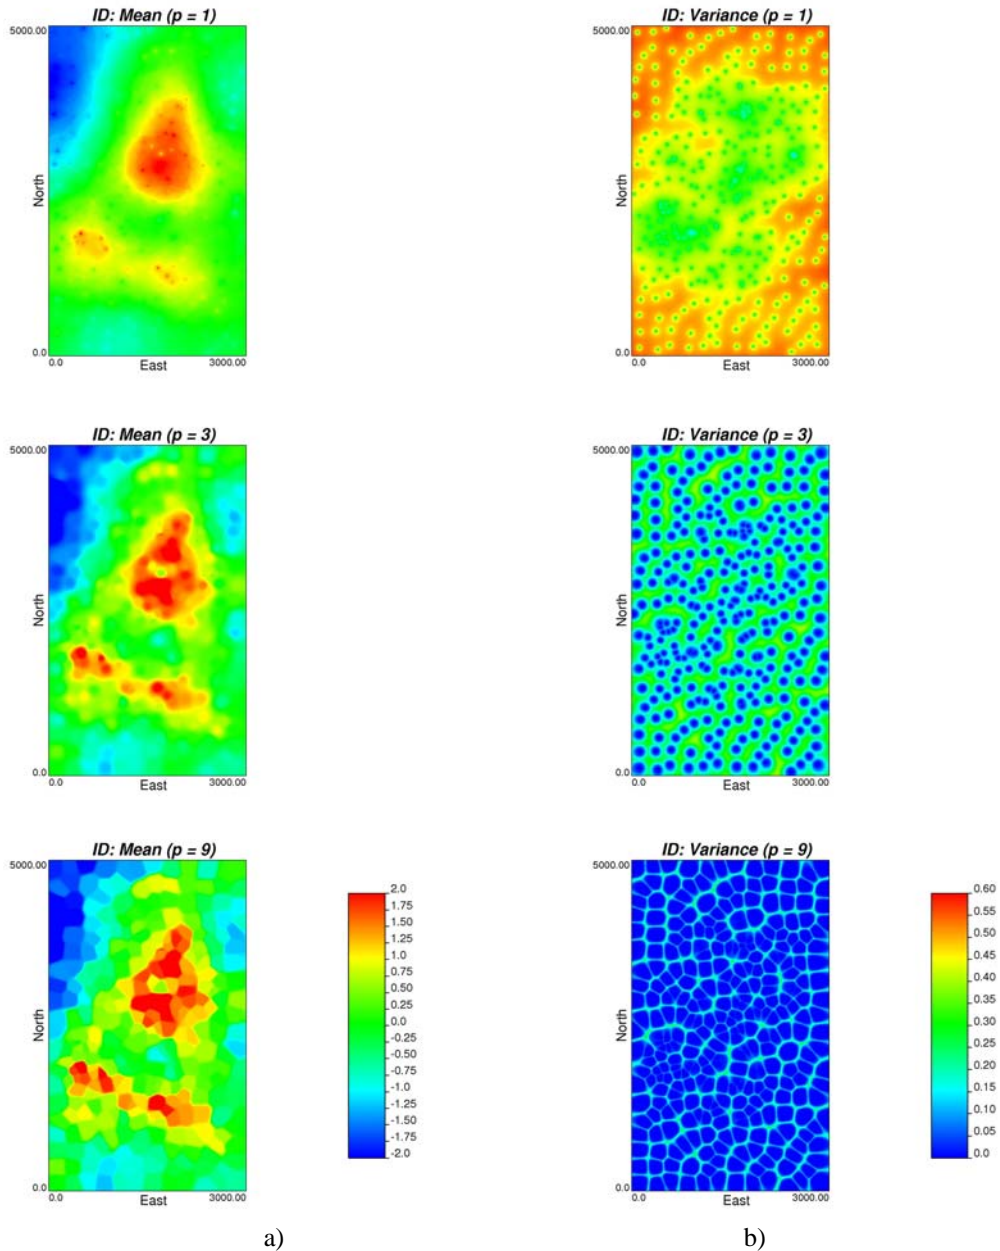 ID: Mean (p = 1)
5000.00
North
0.0
0.0
East
3000.00
ID: Variance (p = 1)
5000.00
North
0.0
0.0
East
3000.00
ID: Mean (p = 3)
5000.00
North
0.0
0.0
East
3000.00
ID: Variance (p = 3)
5000.00
North
0.0
0.0
East
3000.00
ID: Mean (p = 9)
5000.00
North
0.0
0.0
East
3000.00
2.0
1.75
1.50
1.25
1.00
0.75
0.50
0.25
0.0
-0.25
-0.50
-0.75
-1.0
-1.25
-1.50
-1.75
-2.0
ID: Variance (p = 9)
5000.00
North
0.0
0.0
East
3000.00
0.60
0.55
0.50
0.45
0.40
0.35
0.30
0.25
0.20
0.15
0.10
0.05
0.0
a)
b)